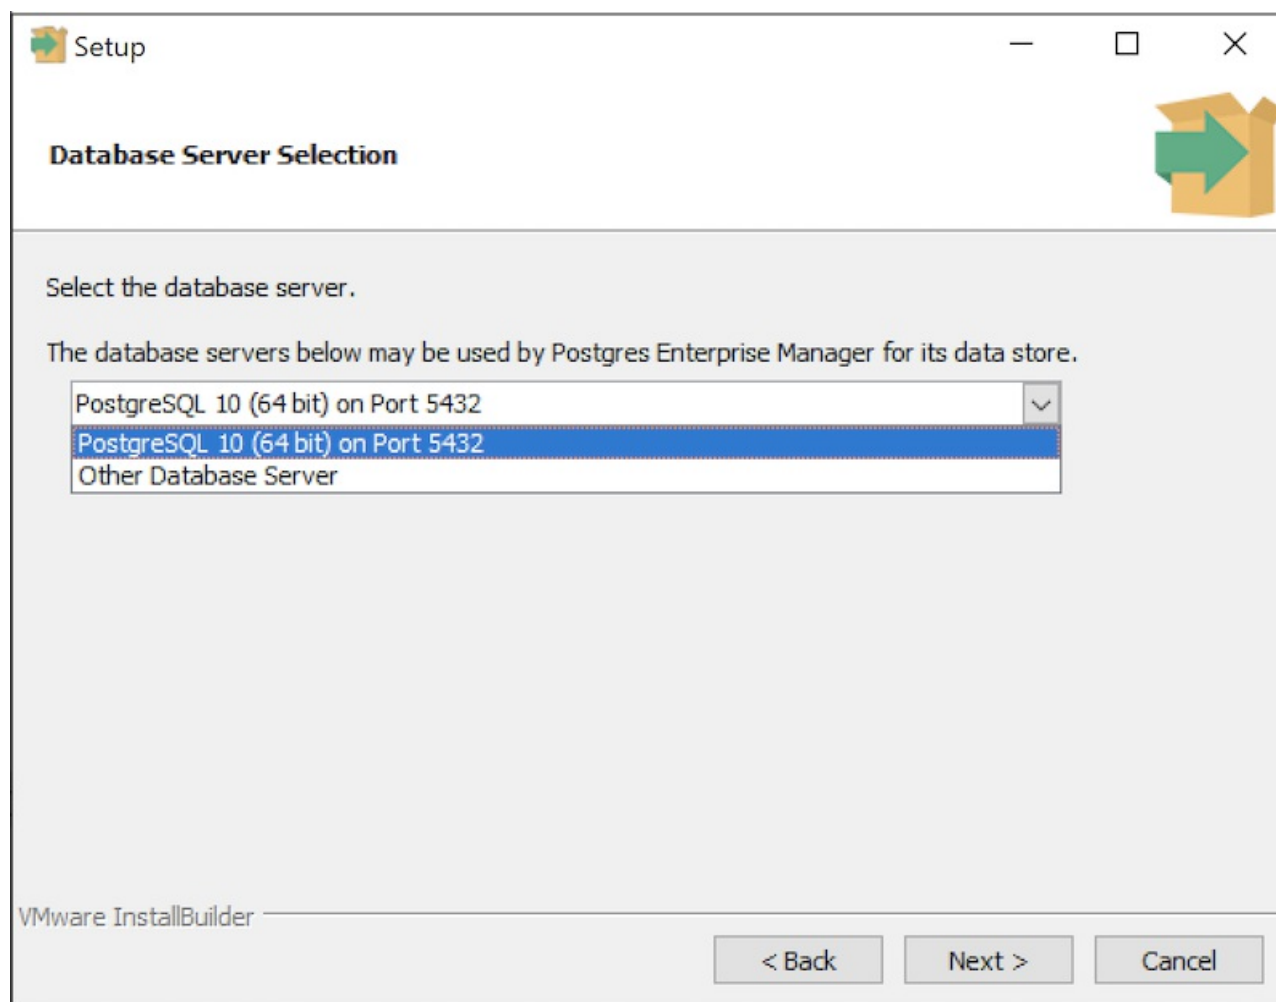 Setup
Database Server Selection
Select the database server.
The database servers below may be used by Postgres Enterprise Manager for its data store.
PostgreSQL 10 (64 bit) on Port 5432
PostgreSQL 10 (64 bit) on Port 5432
Other Database Server
VMware InstallBuilder
< Back
Next >
Cancel